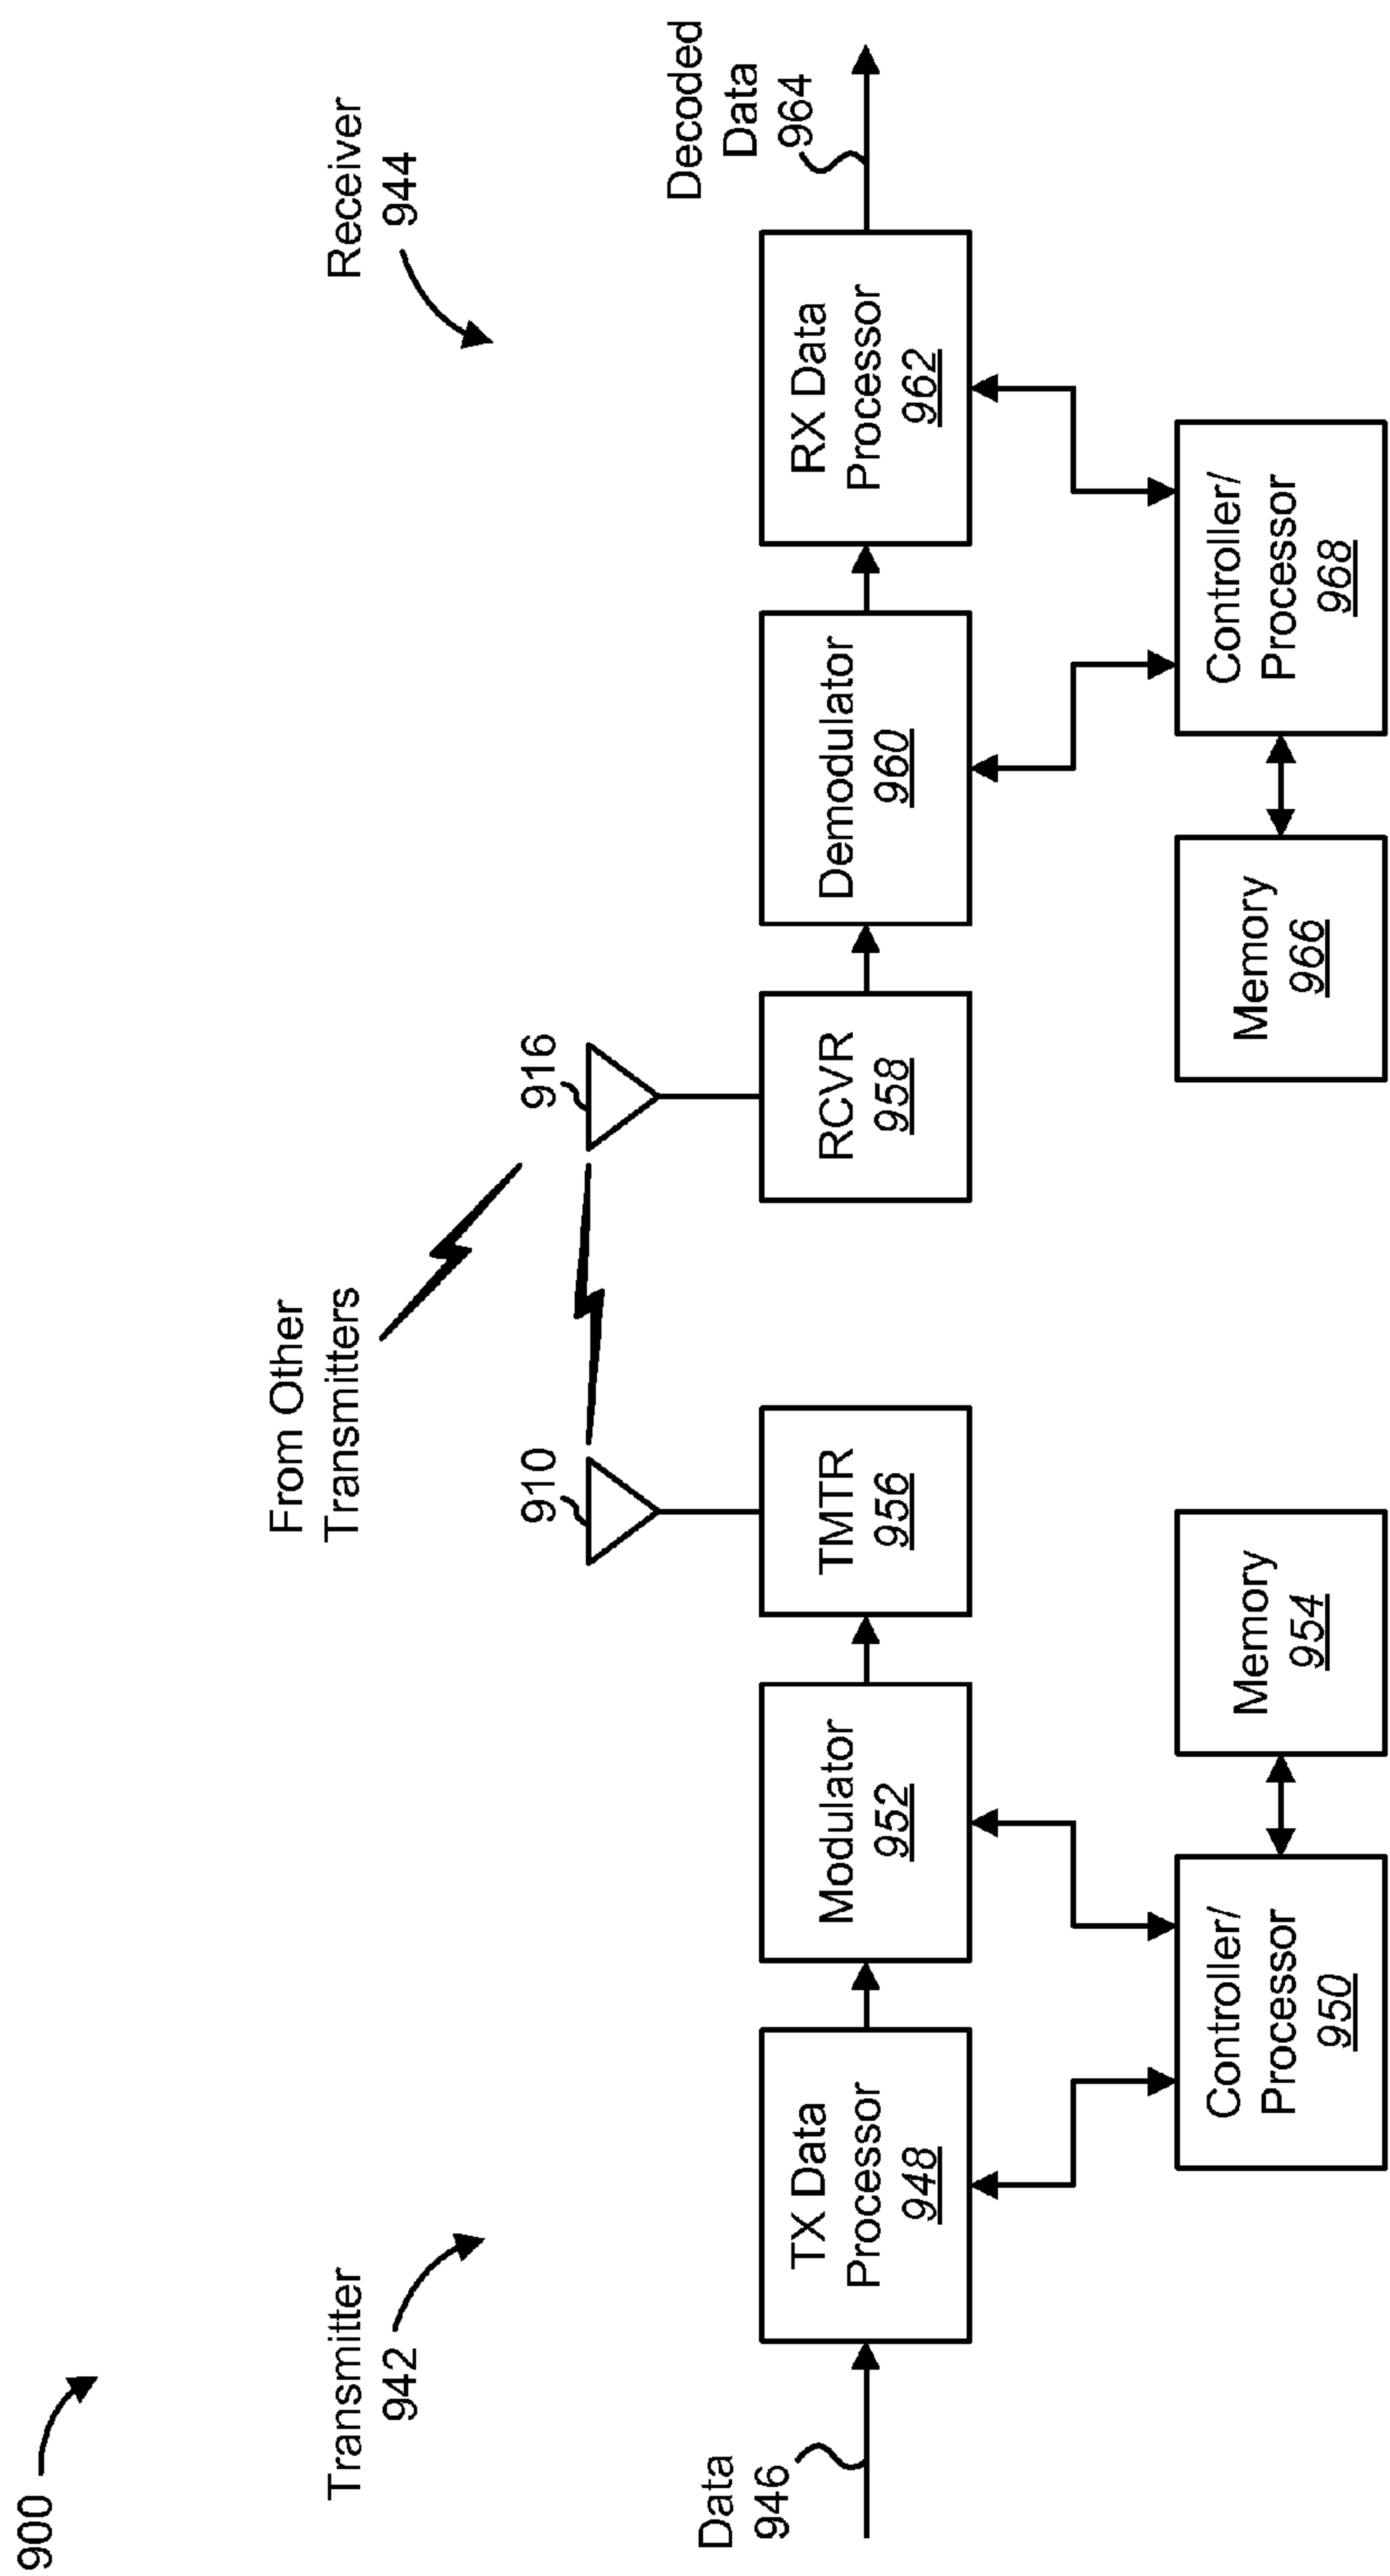 900
Transmitter
942
Receiver
944
From Other
Transmitters
910
916
Data
946
TX Data
Processor
948
Modulator
952
TMTR
956
RCVR
958
Demodulator
960
RX Data
Processor
962
Decoded
Data
964
Controller/
Processor
950
Memory
954
Memory
966
Controller/
Processor
968